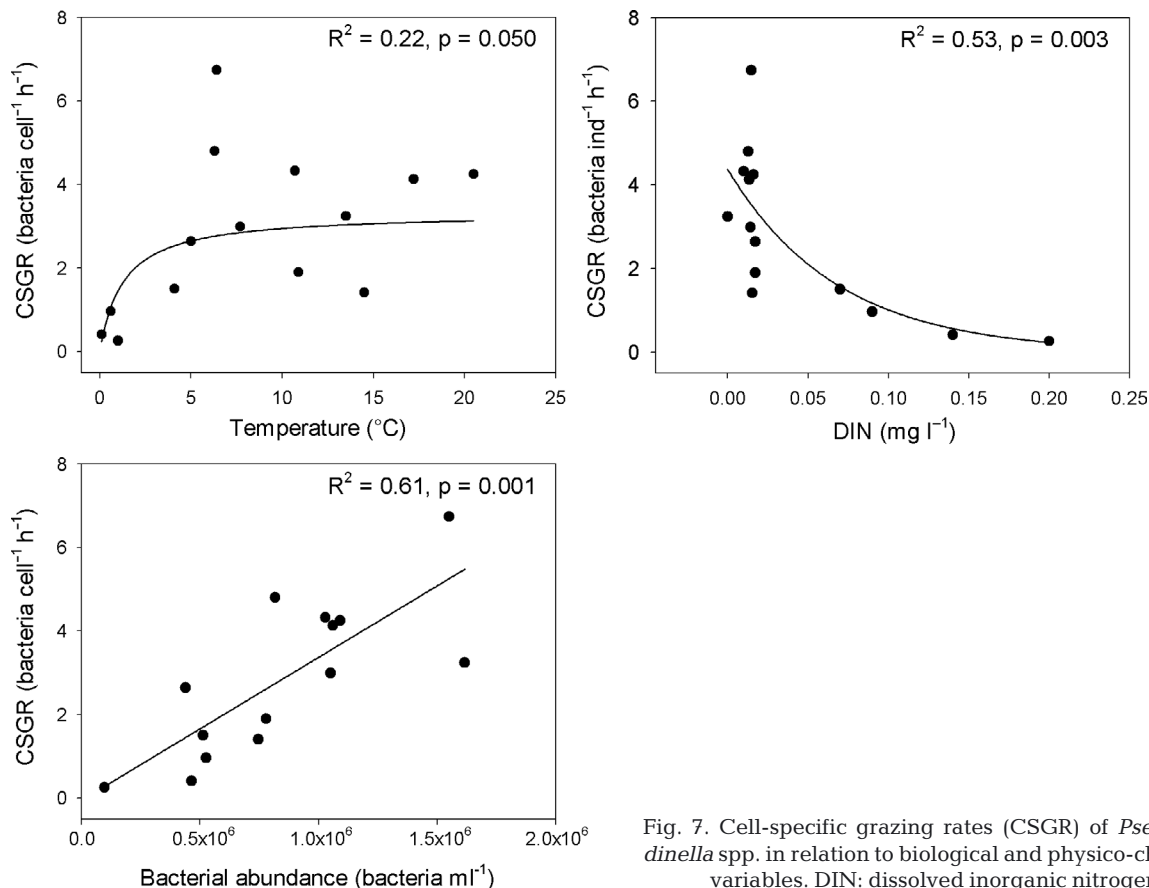 R² = 0.22, p = 0.050
8
6
4
2
0
CSGR (bacteria cell⁻¹ h⁻¹)
0 5 10 15 20 25
Temperature (°C)
R² = 0.53, p = 0.003
8
6
4
2
0
CSGR (bacteria ind⁻¹ h⁻¹)
0.00 0.05 0.10 0.15 0.20 0.25
DIN (mg l⁻¹)
R² = 0.61, p = 0.001
8
6
4
2
0
CSGR (bacteria cell⁻¹ h⁻¹)
0.0 0.5x10⁶ 1.0x10⁶ 1.5x10⁶ 2.0x10⁶
Bacterial abundance (bacteria ml⁻¹)
Fig. 7. Cell-specific grazing rates (CSGR) of Pse
dinella spp. in relation to biological and physico-c
variables. DIN: dissolved inorganic nitrogen